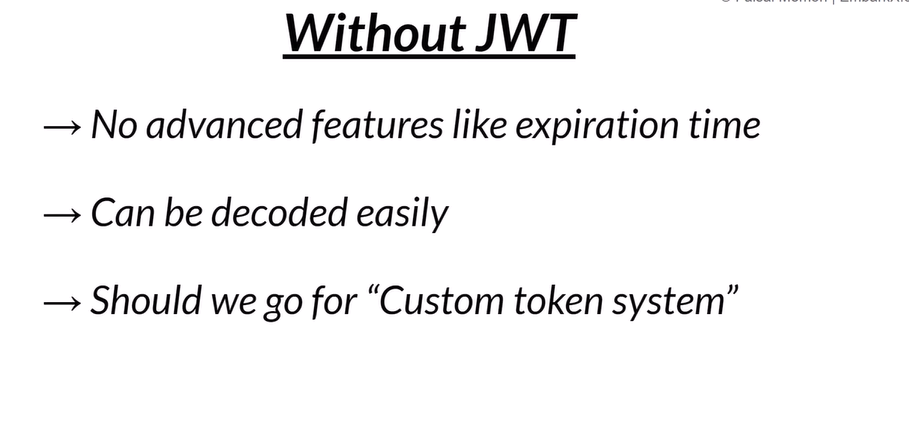 Without JWT
→ No advanced features like expiration time
→ Can be decoded easily
→ Should we go for “Custom token system”